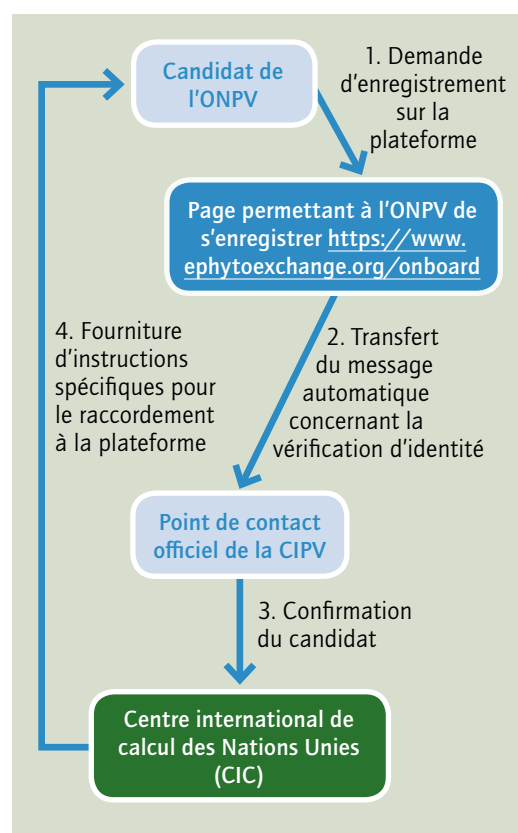 Candidat de
l'ONPV
1. Demande
d'enregistrement
sur la
plateforme
Page permettant à l'ONPV de
s'enregistrer https://www.
ephytoexchange.org/onboard
2. Transfert
du message
automatique
concernant la
vérification d'identité
4. Fourniture
d'instructions
spécifiques pour
le raccordement
à la plateforme
Point de contact
officiel de la CIPV
3. Confirmation
du candidat
Centre international de
calcul des Nations Unies
(CIC)